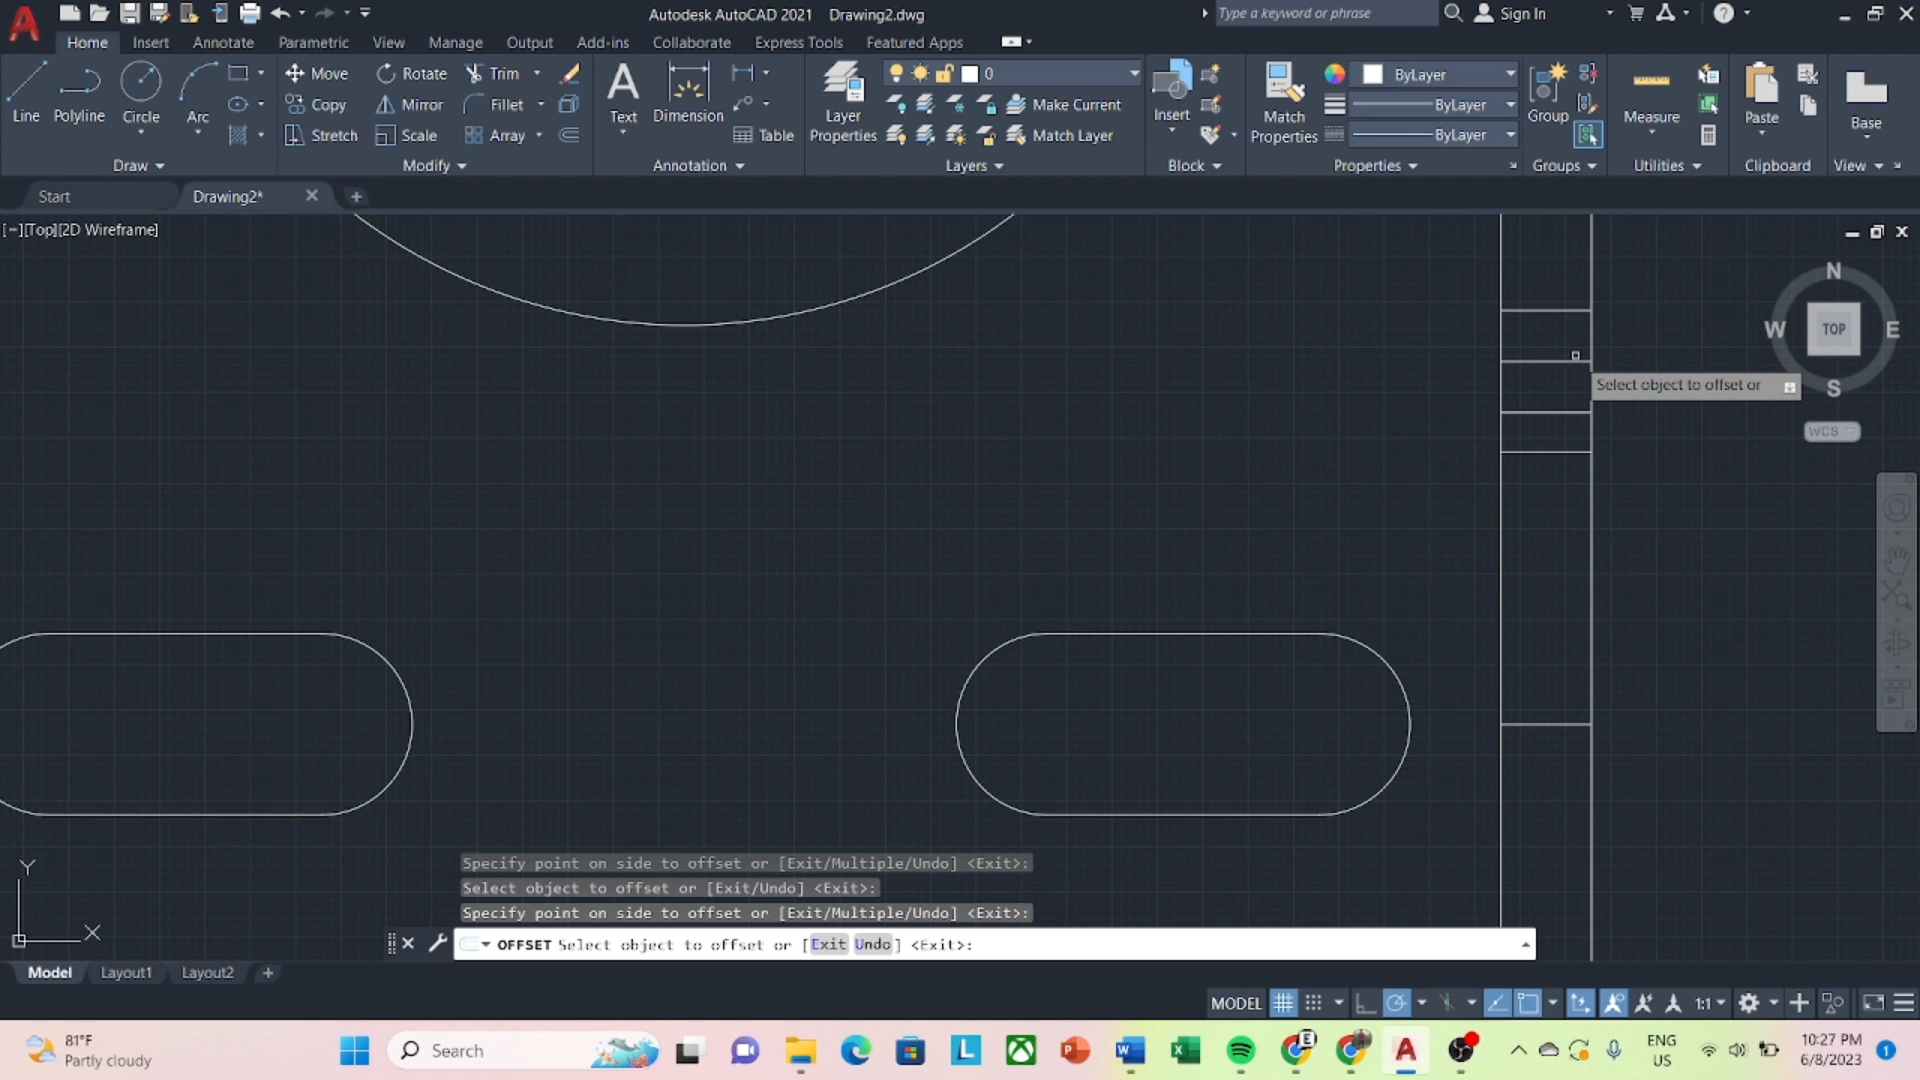 Autodesk AutoCAD 2021 Drawing2.dwg
Type a keyword or phrase
Sign In
Home Insert Annotate Parametric View Manage Output Add-ins Collaborate Express Tools Featured Apps
Line Polyline Circle Arc
Move Rotate Trim
Copy Mirror Fillet
Stretch Scale Array
Text Dimension
Table
Layer Properties
0
Make Current
Match Layer
Insert
Match Properties
ByLayer
ByLayer
ByLayer
Group
Measure
Paste
Base
Draw Modify Annotation Layers Block Properties Groups Utilities Clipboard View
Start Drawing2*
[−][Top][2D Wireframe]
N
W TOP E
S
WCS
Select object to offset or
Y
X
Specify point on side to offset or [Exit/Multiple/Undo] <Exit>:
Select object to offset or [Exit/Undo] <Exit>:
Specify point on side to offset or [Exit/Multiple/Undo] <Exit>:
OFFSET Select object to offset or [Exit Undo] <Exit>:
Model Layout1 Layout2
MODEL 1:1
81°F
Partly cloudy
Search
ENG
US
10:27 PM
6/8/2023
1